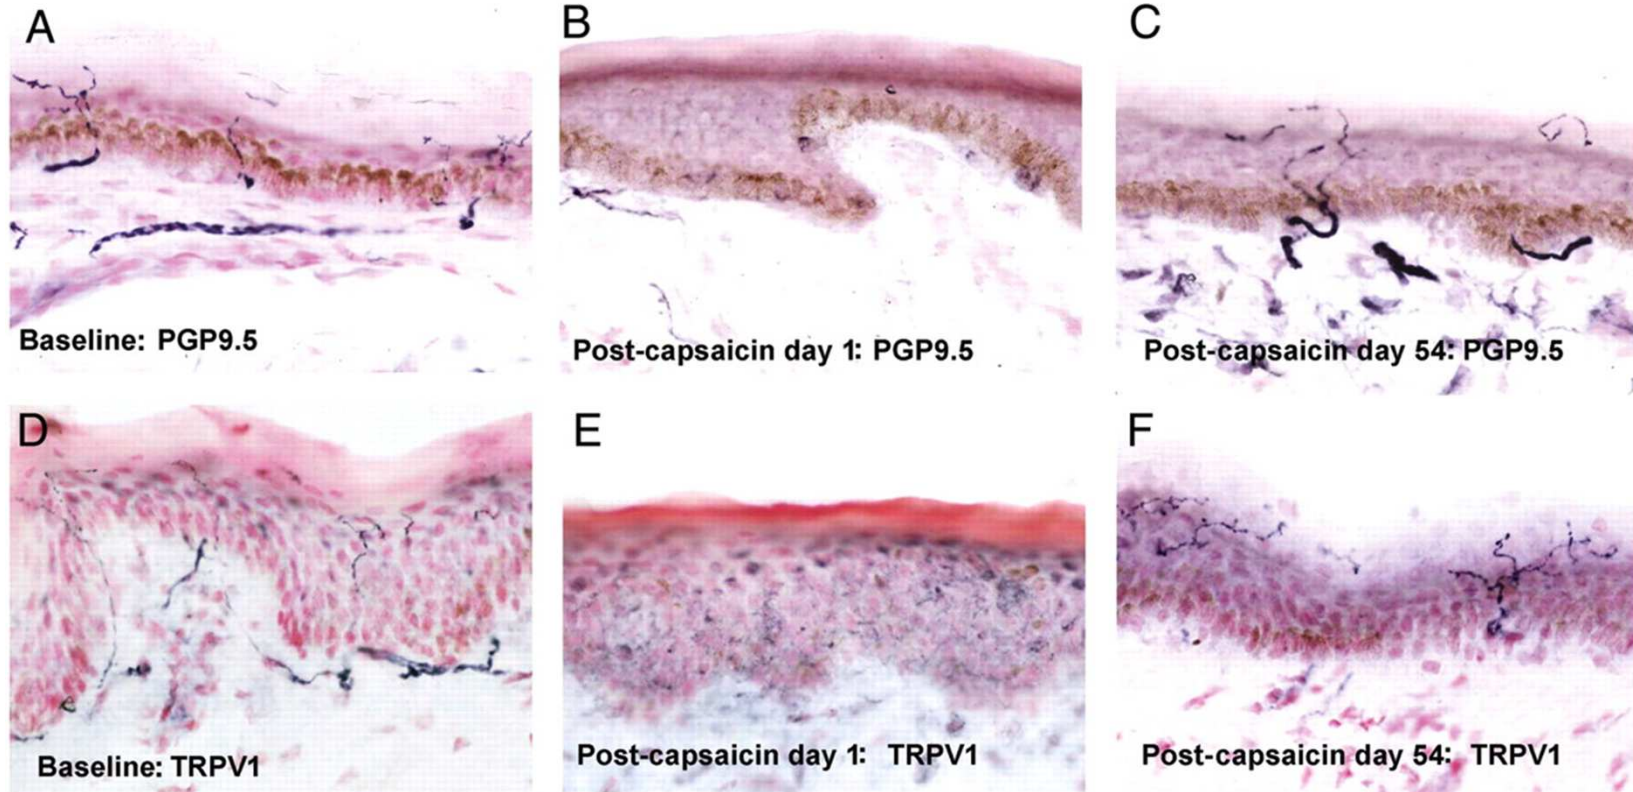 A
B
C
Baseline: PGP9.5
Post-capsaicin day 1: PGP9.5
Post-capsaicin day 54: PGP9.5
D
E
F
Baseline: TRPV1
Post-capsaicin day 1: TRPV1
Post-capsaicin day 54: TRPV1